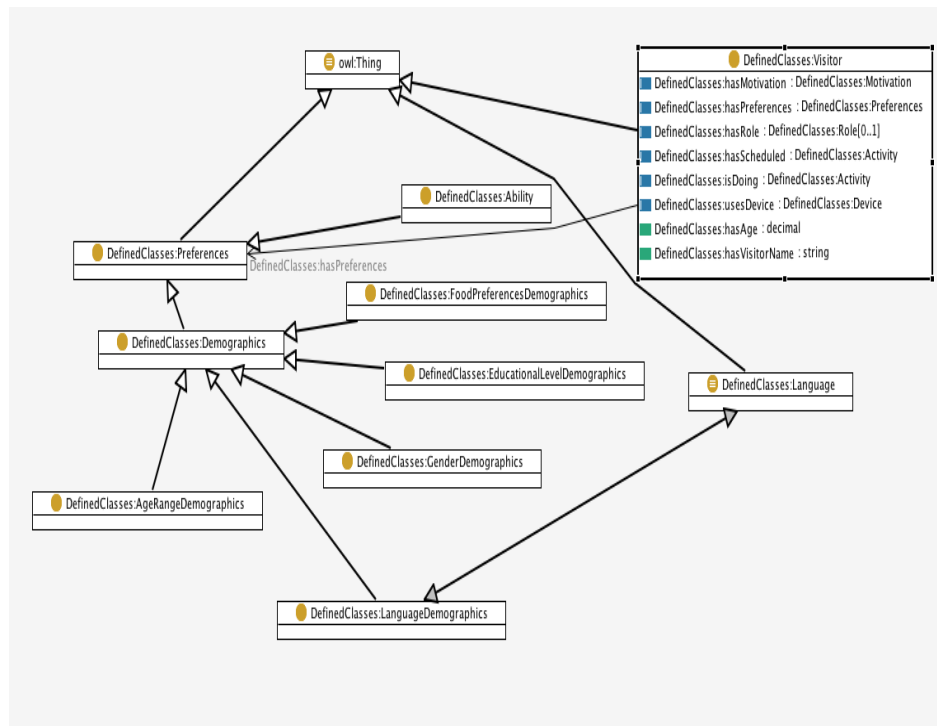 owl:Thing
DefinedClasses:Visitor
DefinedClasses:hasMotivation : DefinedClasses:Motivation
DefinedClasses:hasPreferences : DefinedClasses:Preferences
DefinedClasses:hasRole : DefinedClasses:Role[0..1]
DefinedClasses:hasScheduled : DefinedClasses:Activity
DefinedClasses:isDoing : DefinedClasses:Activity
DefinedClasses:usesDevice : DefinedClasses:Device
DefinedClasses:hasAge : decimal
DefinedClasses:hasVisitorName : string
DefinedClasses:Ability
DefinedClasses:Preferences
DefinedClasses:hasPreferences
DefinedClasses:FoodPreferencesDemographics
DefinedClasses:Demographics
DefinedClasses:EducationalLevelDemographics
DefinedClasses:Language
DefinedClasses:GenderDemographics
DefinedClasses:AgeRangeDemographics
DefinedClasses:LanguageDemographics